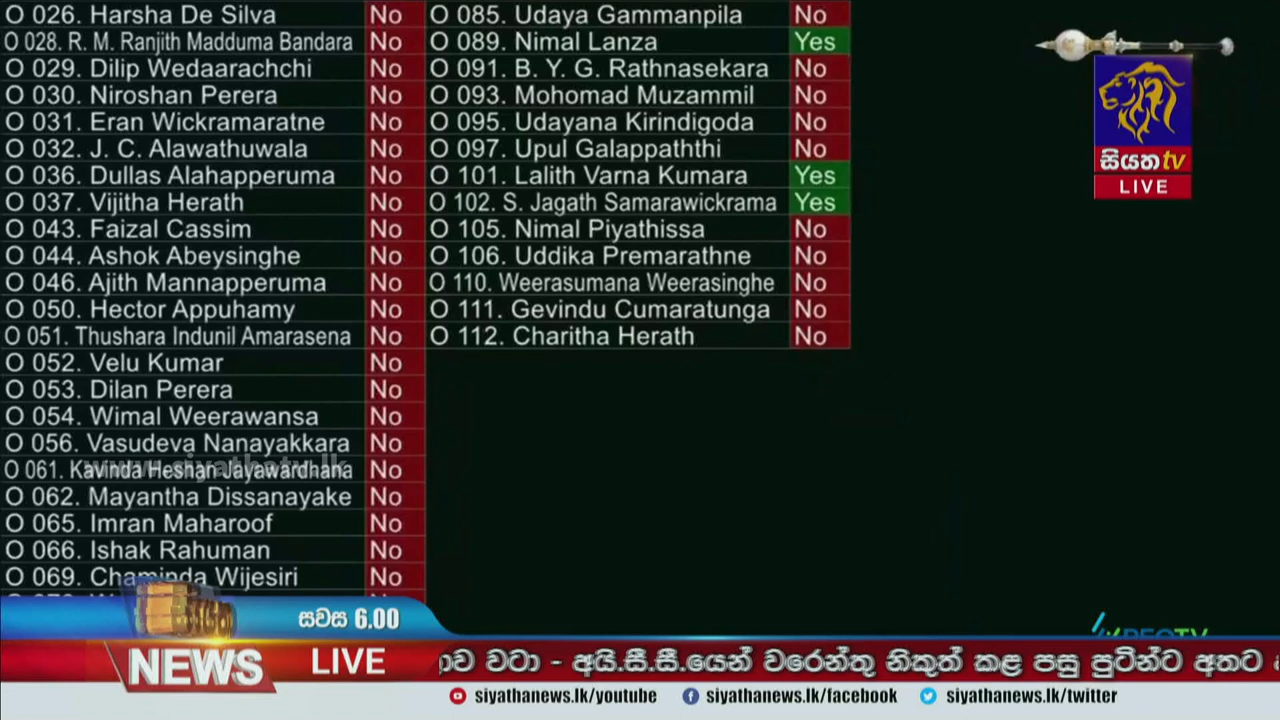 O 026. Harsha De Silva No
O 028. R. M. Ranjith Madduma Bandara No
O 029. Dilip Wedaarachchi No
O 030. Niroshan Perera No
O 031. Eran Wickramaratne No
O 032. J. C. Alawathuwala No
O 036. Dullas Alahapperuma No
O 037. Vijitha Herath No
O 043. Faizal Cassim No
O 044. Ashok Abeysinghe No
O 046. Ajith Mannapperuma No
O 050. Hector Appuhamy No
O 051. Thushara Indunil Amarasena No
O 052. Velu Kumar No
O 053. Dilan Perera No
O 054. Wimal Weerawansa No
O 056. Vasudeva Nanayakkara No
O 061. Kavinda Heshan Jayawardhana No
O 062. Mayantha Dissanayake No
O 065. Imran Maharoof No
O 066. Ishak Rahuman No
O 069. Chaminda Wijesiri No
O 085. Udaya Gammanpila No
O 089. Nimal Lanza Yes
O 091. B. Y. G. Rathnasekara No
O 093. Mohomad Muzammil No
O 095. Udayana Kirindigoda No
O 097. Upul Galappaththi No
O 101. Lalith Varna Kumara Yes
O 102. S. Jagath Samarawickrama Yes
O 105. Nimal Piyathissa No
O 106. Uddika Premarathne No
O 110. Weerasumana Weerasinghe No
O 111. Gevindu Cumaratunga No
O 112. Charitha Herath No
සියත tv
LIVE
www.siyathatv.lk
සවස 6.00
NEWS LIVE
වටා - අයි.සී.සී.යෙන් වරෙන්තු නිකුත් කළ පසු පුටින්ට අතට
siyathanews.lk/youtube siyathanews.lk/facebook siyathanews.lk/twitter